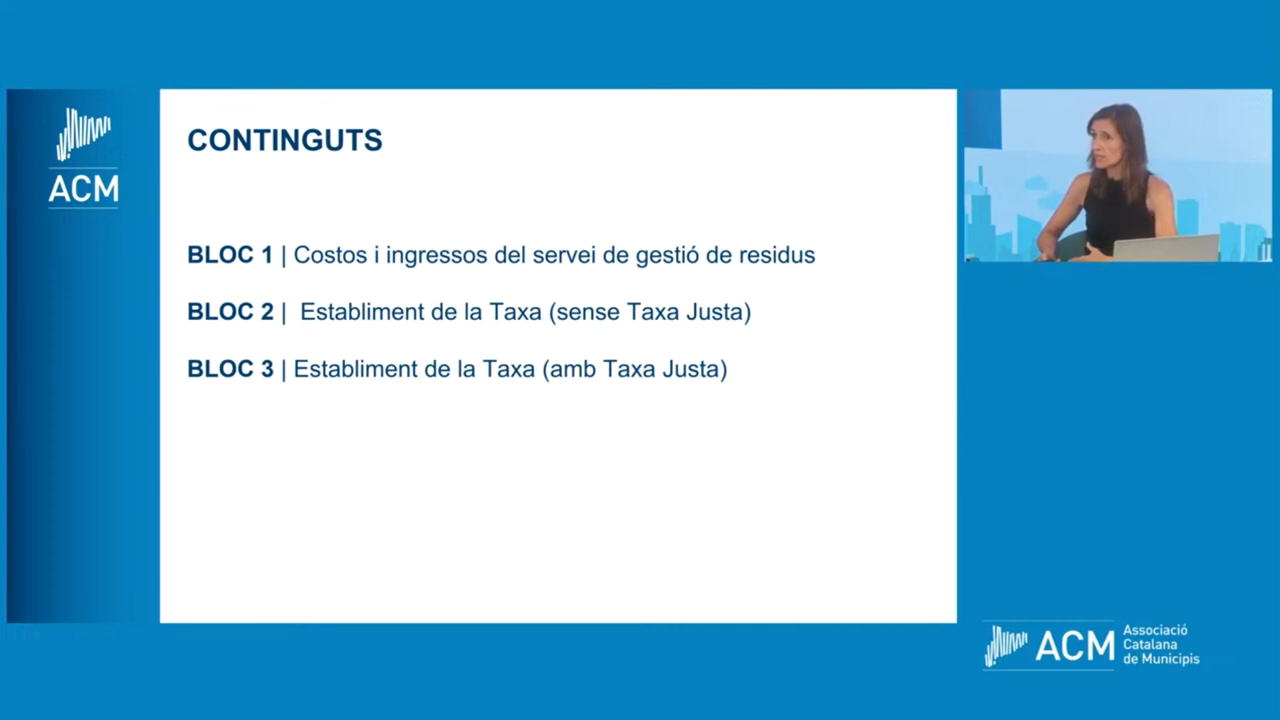 ACM
CONTINGUTS
BLOC 1 | Costos i ingressos del servei de gestió de residus
BLOC 2 | Establiment de la Taxa (sense Taxa Justa)
BLOC 3 | Establiment de la Taxa (amb Taxa Justa)
ACM
Associació
Catalana
de Municipis